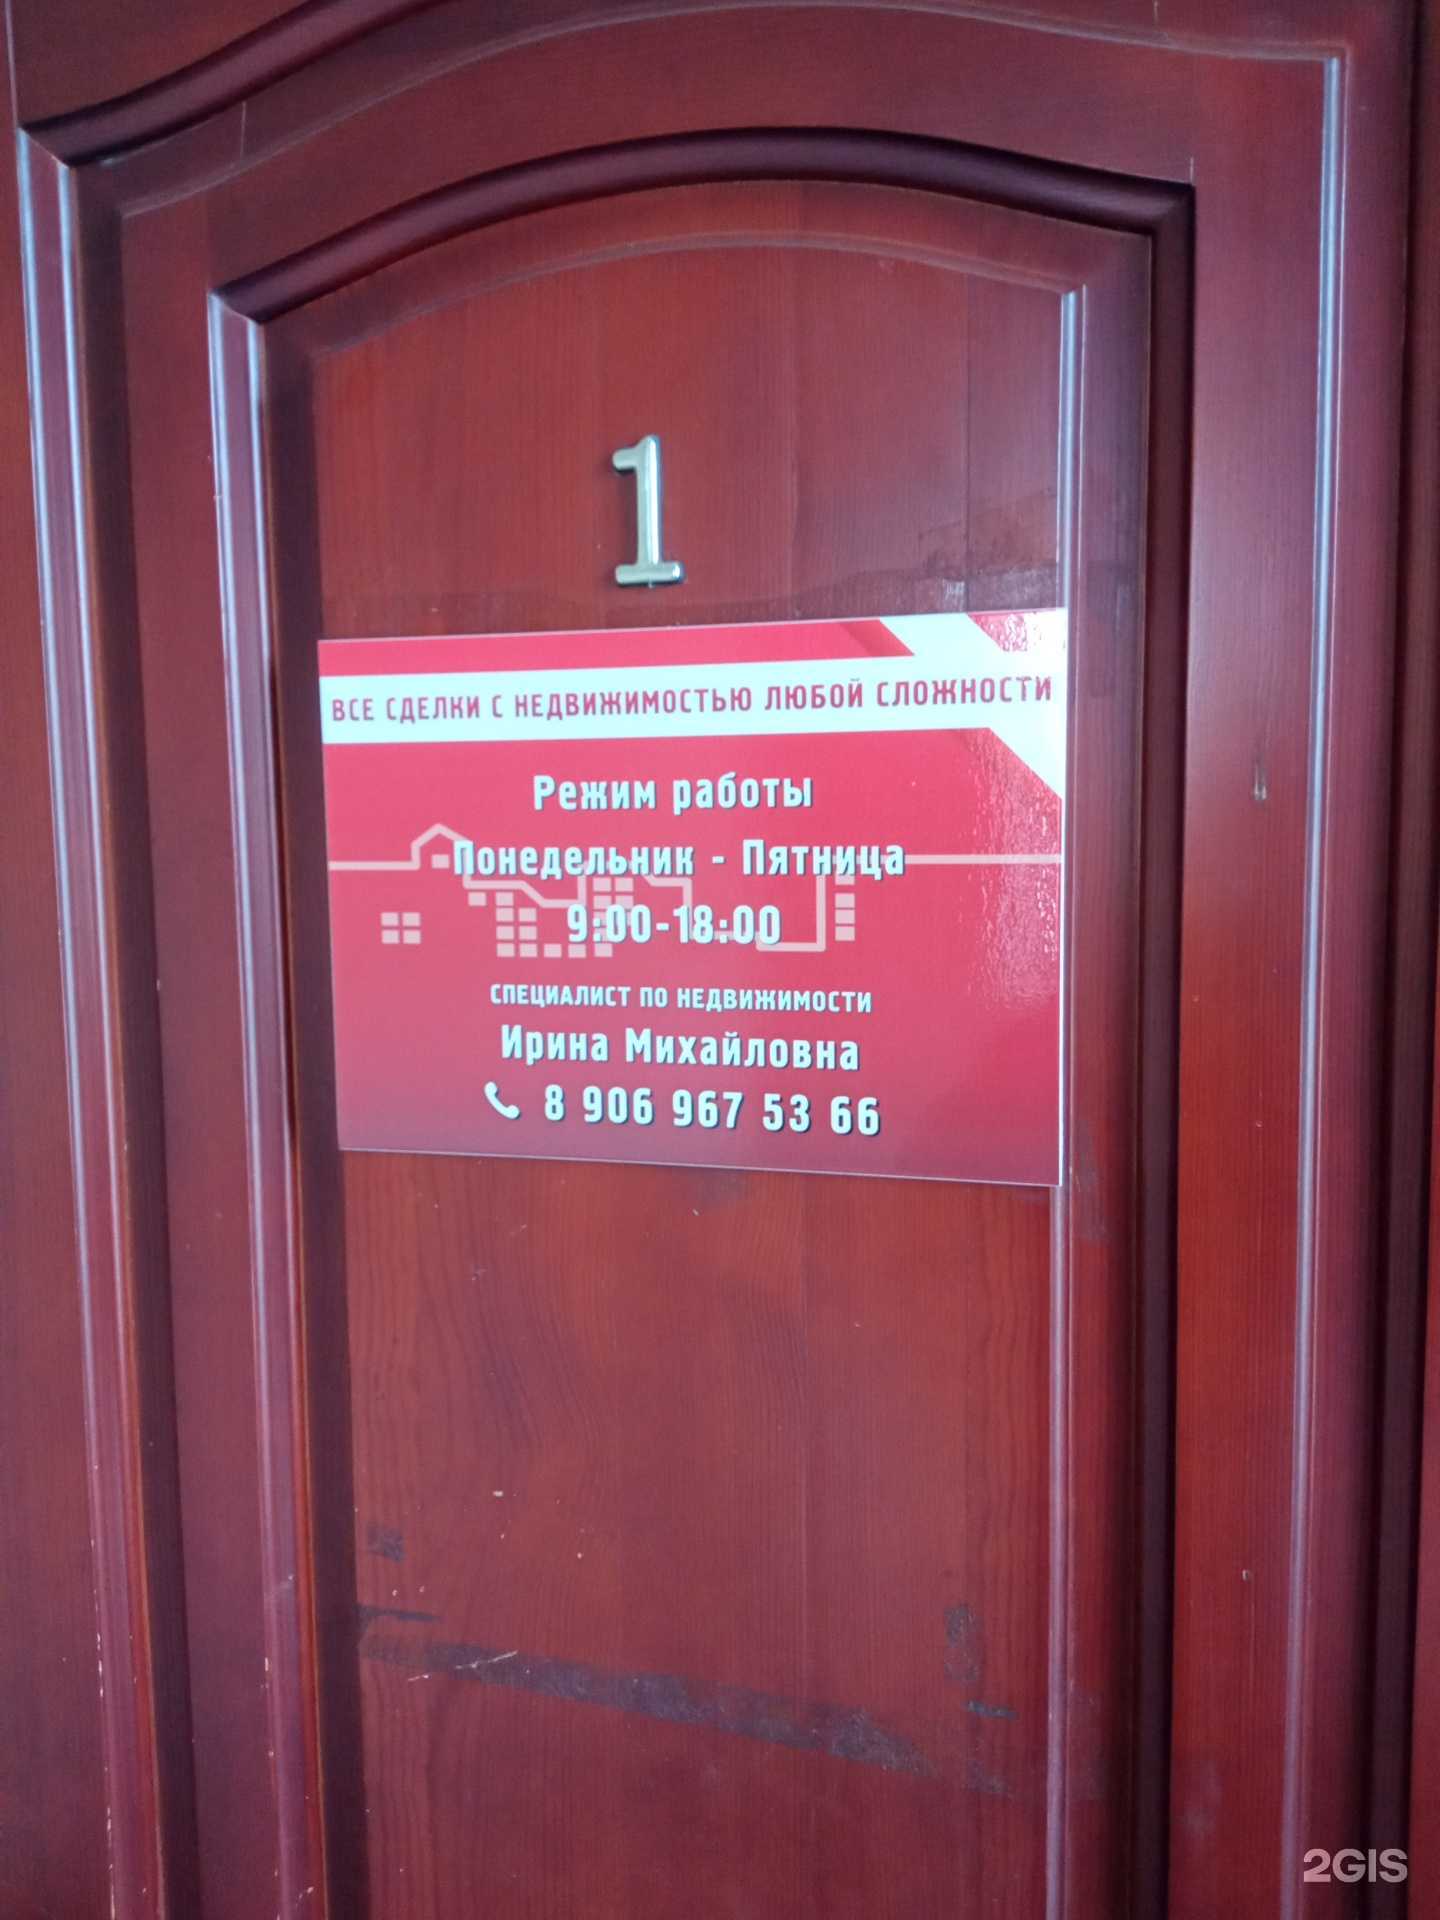 1
ВСЕ СДЕЛКИ С НЕДВИЖИМОСТЬЮ ЛЮБОЙ СЛОЖНОСТИ
Режим работы
Понедельник - Пятница
9:00-18:00
СПЕЦИАЛИСТ ПО НЕДВИЖИМОСТИ
Ирина Михайловна
8 906 967 53 66
2GIS